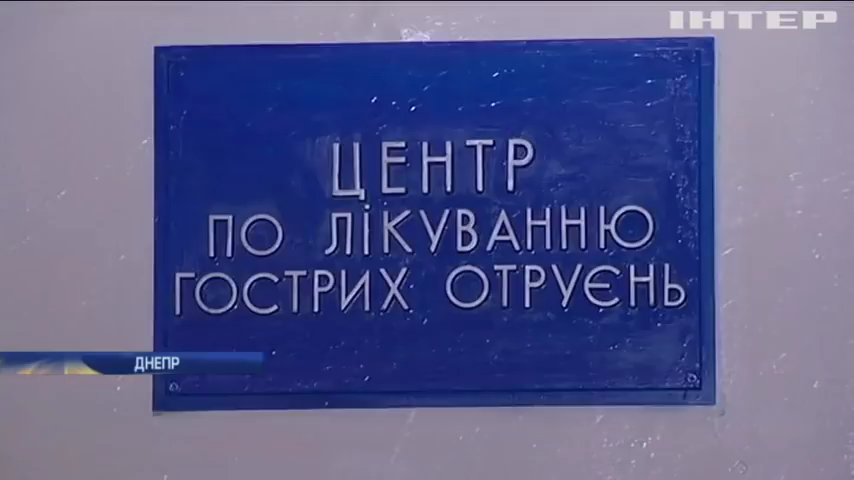 ІНТЕР
ЦЕНТР
ПО ЛІКУВАННЮ
ГОСТРИХ ОТРУЄНЬ
ДНЕПР